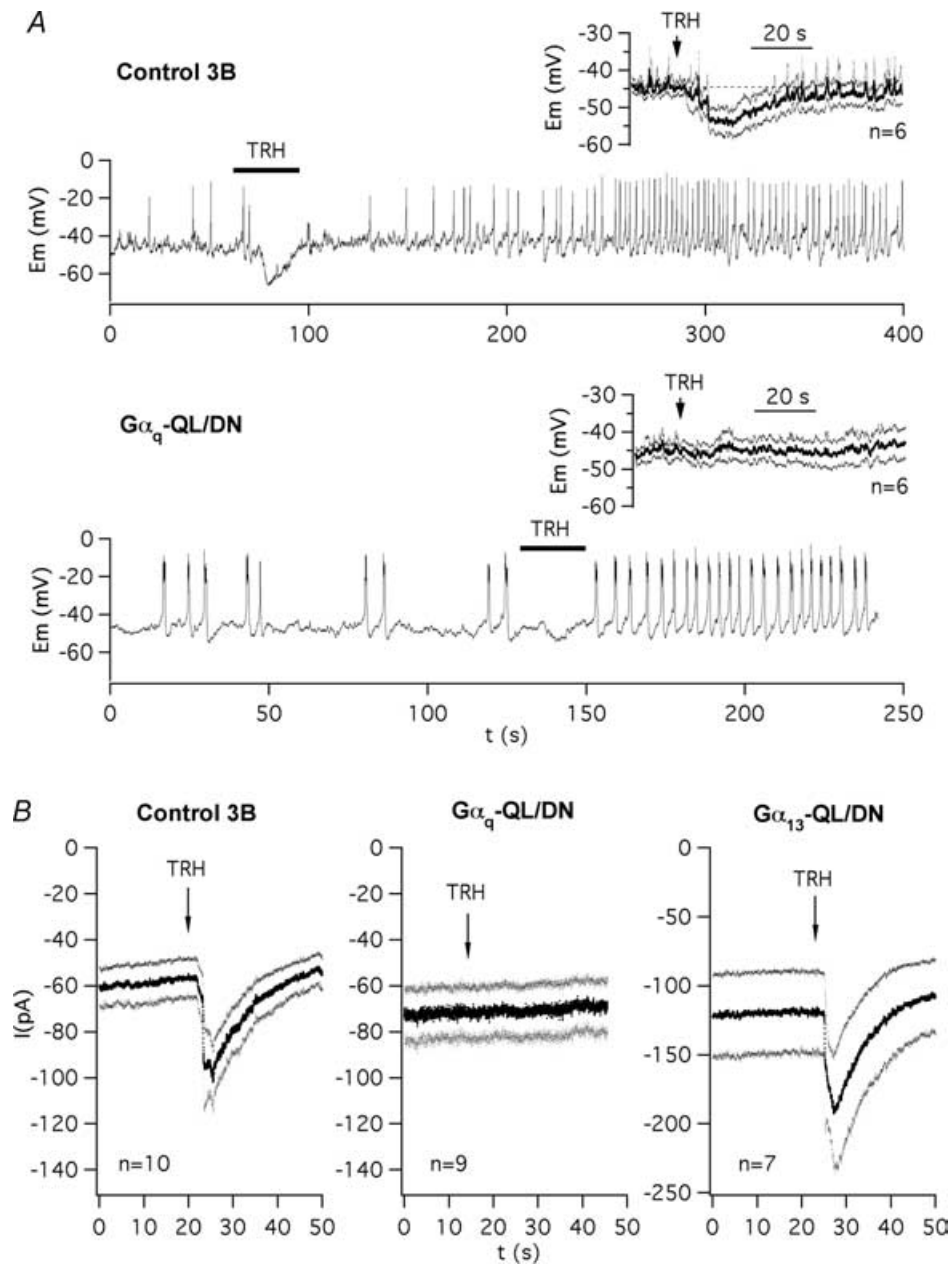 A
Control 3B
TRH
20 s
Em (mV)
-30
-40
-50
-60
n=6
TRH
Em (mV)
0
-20
-40
-60
0 100 200 300 400
Gα_q-QL/DN
TRH
20 s
Em (mV)
-30
-40
-50
-60
n=6
TRH
Em (mV)
0
-20
-40
-60
0 50 100 150 200 250
t (s)
B
Control 3B
TRH
I(pA)
0
-20
-40
-60
-80
-100
-120
-140
n=10
0 10 20 30 40 50
Gα_q-QL/DN
TRH
0
-20
-40
-60
-80
-100
-120
-140
n=9
0 10 20 30 40 50
t (s)
Gα_13-QL/DN
TRH
0
-50
-100
-150
-200
-250
n=7
0 10 20 30 40 50